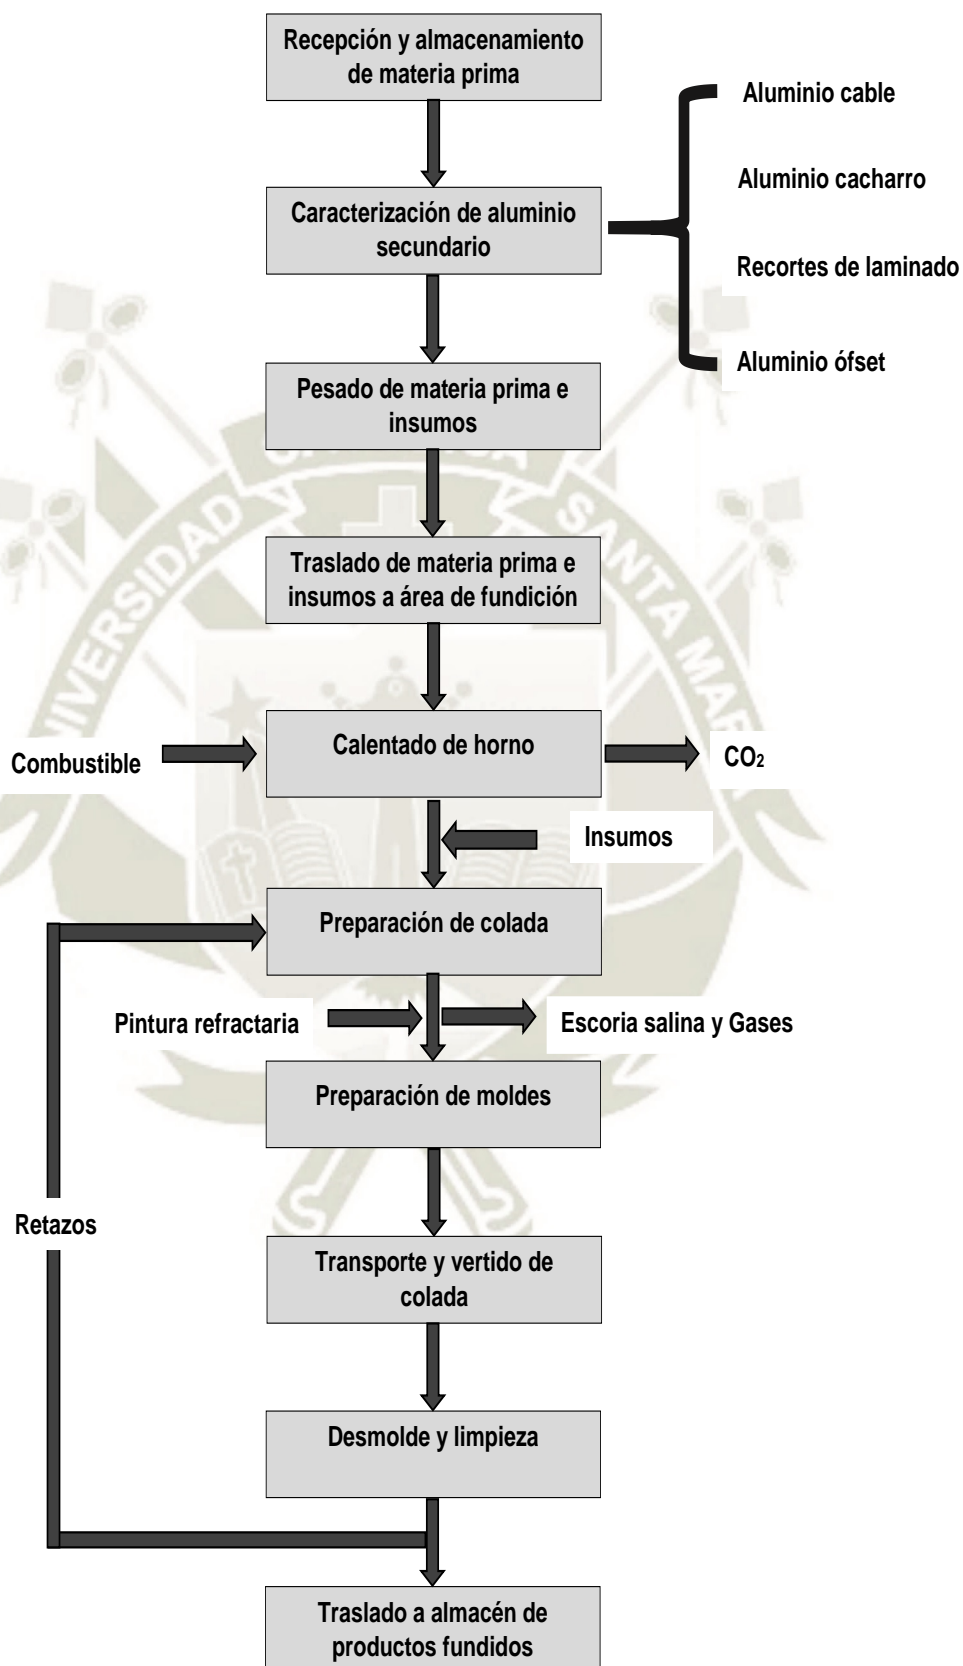 Recepción y almacenamiento
de materia prima
Aluminio cable
Aluminio cacharro
Caracterización de aluminio
secundario
Recortes de laminado
Aluminio ófset
Pesado de materia prima e
insumos
Traslado de materia prima e
insumos a área de fundición
Calentado de horno
Combustible
CO₂
Insumos
Preparación de colada
Pintura refractaria
Escoria salina y Gases
Preparación de moldes
Retazos
Transporte y vertido de
colada
Desmolde y limpieza
Traslado a almacén de
productos fundidos
SANTA MAR